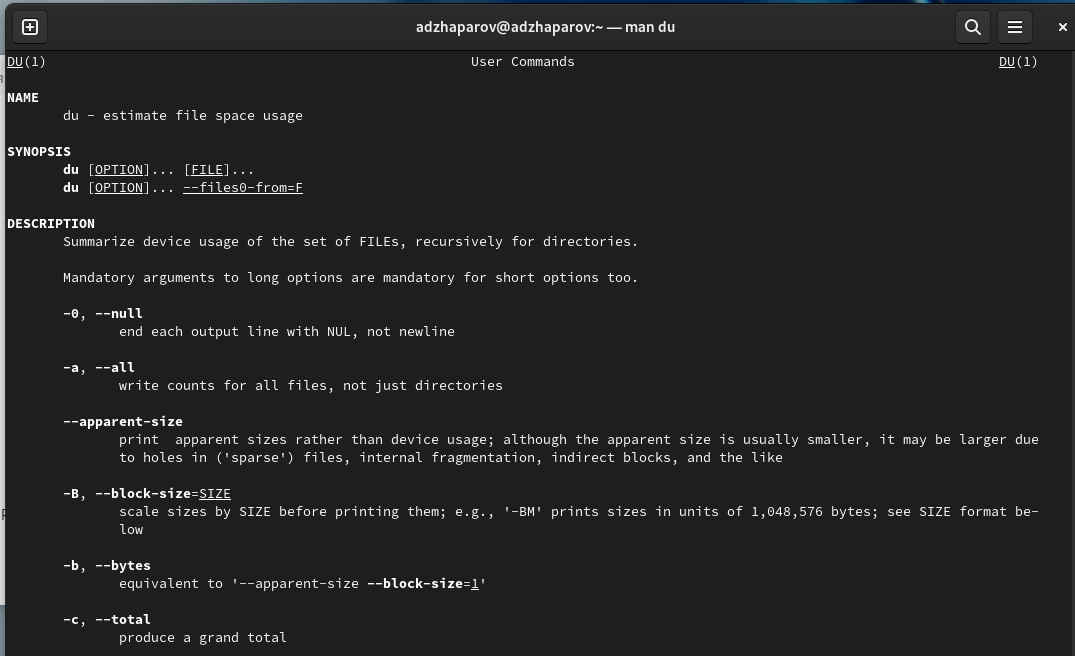 adzhaparov@adzhaparov:~ — man du
DU(1) User Commands DU(1)
NAME
du - estimate file space usage
SYNOPSIS
du [OPTION]... [FILE]...
du [OPTION]... --files0-from=F
DESCRIPTION
Summarize device usage of the set of FILEs, recursively for directories.
Mandatory arguments to long options are mandatory for short options too.
-0, --null
end each output line with NUL, not newline
-a, --all
write counts for all files, not just directories
--apparent-size
print  apparent sizes rather than device usage; although the apparent size is usually smaller, it may be larger due
to holes in ('sparse') files, internal fragmentation, indirect blocks, and the like
-B, --block-size=SIZE
scale sizes by SIZE before printing them; e.g., '-BM' prints sizes in units of 1,048,576 bytes; see SIZE format be-
low
-b, --bytes
equivalent to '--apparent-size --block-size=1'
-c, --total
produce a grand total